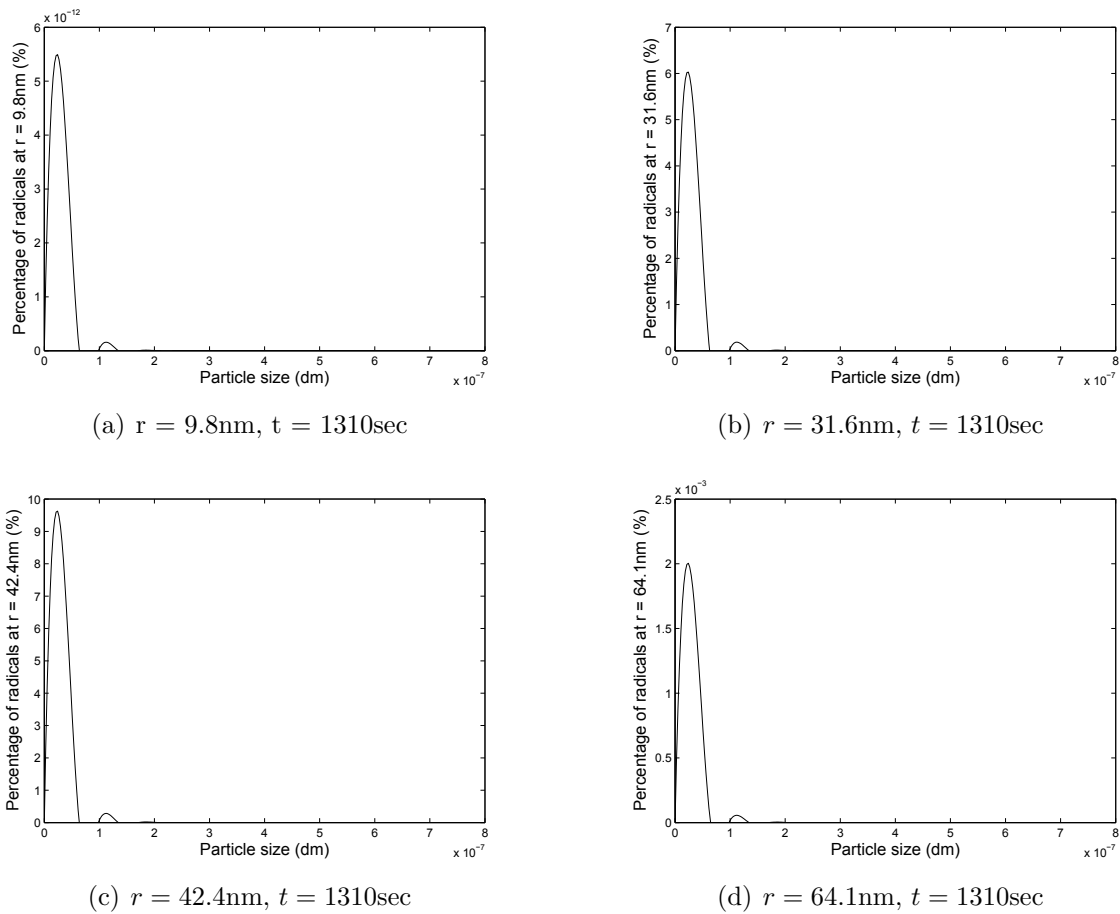 x 10⁻¹²
6
5
4
3
2
1
0
Percentage of radicals at r = 9.8nm (%)
0 1 2 3 4 5 6 7 8
Particle size (dm)
x 10⁻⁷
(a) r = 9.8nm, t = 1310sec
7
6
5
4
3
2
1
0
Percentage of radicals at r = 31.6nm (%)
0 1 2 3 4 5 6 7 8
Particle size (dm)
x 10⁻⁷
(b) r = 31.6nm, t = 1310sec
10
9
8
7
6
5
4
3
2
1
0
Percentage of radicals at r = 42.4nm (%)
0 1 2 3 4 5 6 7 8
Particle size (dm)
x 10⁻⁷
(c) r = 42.4nm, t = 1310sec
x 10⁻³
2.5
2
1.5
1
0.5
0
Percentage of radicals at r = 64.1nm (%)
0 1 2 3 4 5 6 7 8
Particle size (dm)
x 10⁻⁷
(d) r = 64.1nm, t = 1310sec